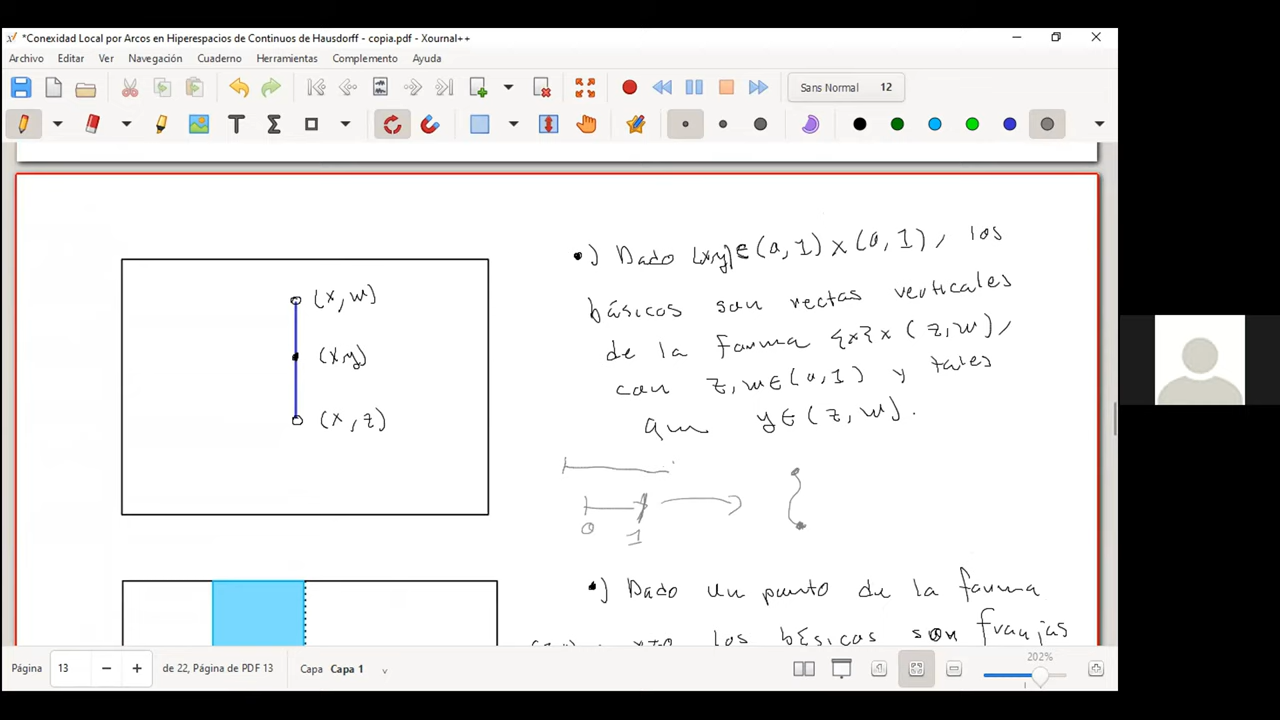 *Conexidad Local por Arcos en Hiperespacios de Continuos de Hausdorff - copia.pdf - Xournal++
Archivo Editar Ver Navegación Cuaderno Herramientas Complemento Ayuda
Sans Normal 12
(x,w)
(x,y)
(x,z)
•) Dado (x,y)∈(0,1)×(0,1), los
básicos son rectas verticales
de la forma {x}×(z,w),
con z,w∈(0,1) y tales
que y∈(z,w).
0 1
•) Dado un punto de la forma
los básicos son franjas
Página 13 de 22, Página de PDF 13 Capa Capa 1 202%